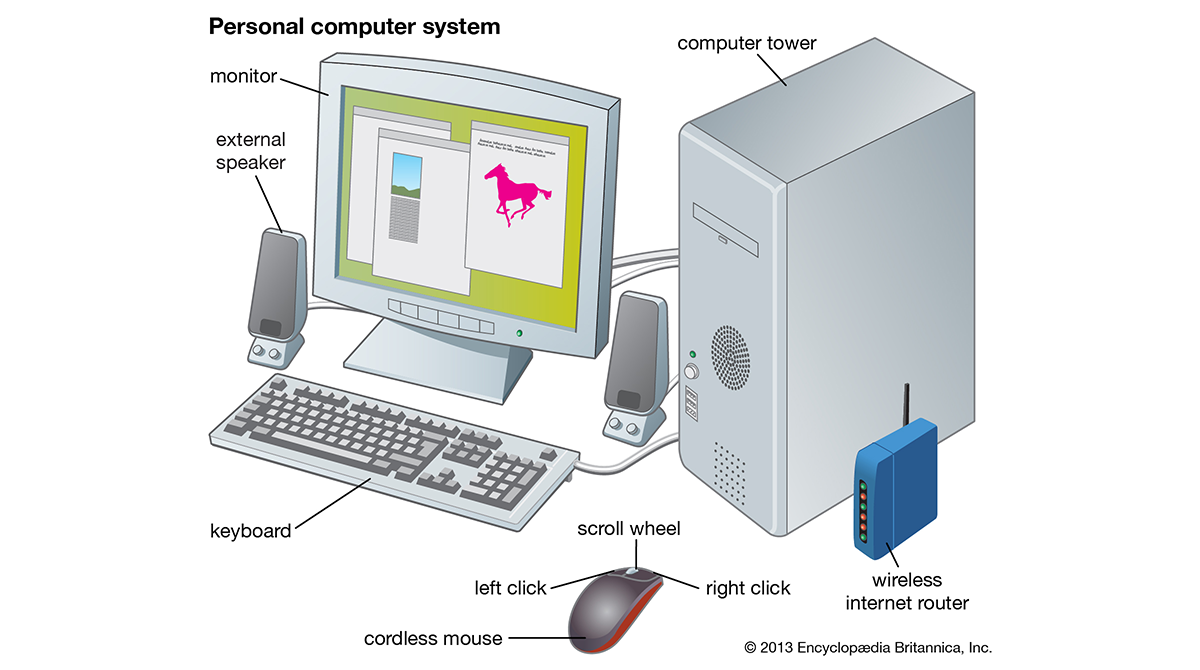 Personal computer system
computer tower
monitor
external
speaker
keyboard
scroll wheel
left click
right click
cordless mouse
wireless
internet router
© 2013 Encyclopædia Britannica, Inc.